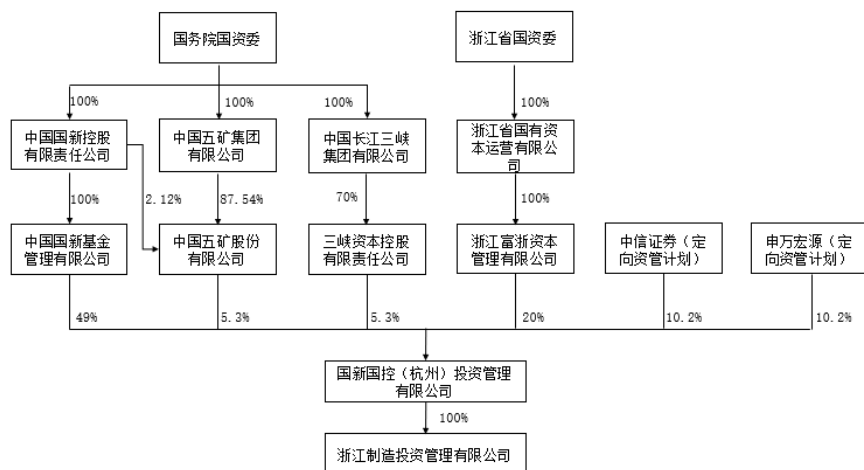 国务院国资委
浙江省国资委
100%
100%
100%
100%
中国国新控股
有限责任公司
中国五矿集团
有限公司
中国长江三峡
集团有限公司
浙江省国有资
本运营有限公
司
100%
2.12%
87.54%
70%
100%
中国国新基金
管理有限公司
中国五矿股份
有限公司
三峡资本控股
有限责任公司
浙江富浙资本
管理有限公司
中信证券（定
向资管计划）
申万宏源（定
向资管计划）
49%
5.3%
5.3%
20%
10.2%
10.2%
国新国控（杭州）投资管理
有限公司
100%
浙江制造投资管理有限公司